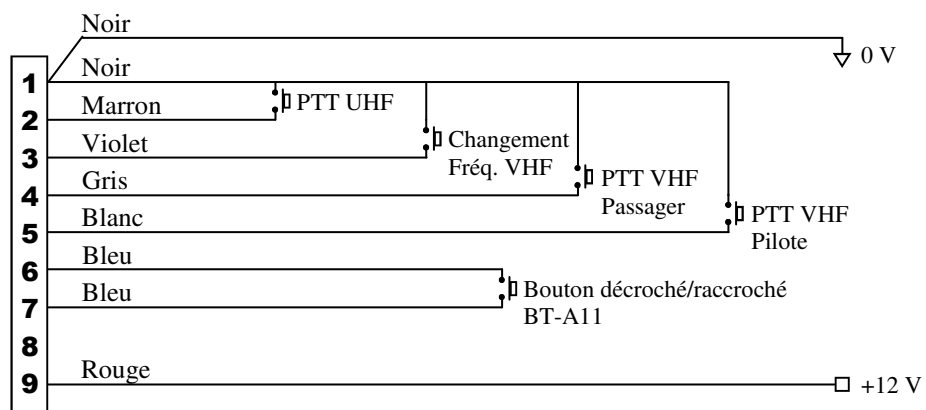 Noir
0 V
1 Noir
PTT UHF
2 Marron
3 Violet
Changement
Fréq. VHF
4 Gris
PTT VHF
Passager
5 Blanc
PTT VHF
Pilote
6 Bleu
7 Bleu
Bouton décroché/raccroché
BT-A11
8
9 Rouge
+12 V